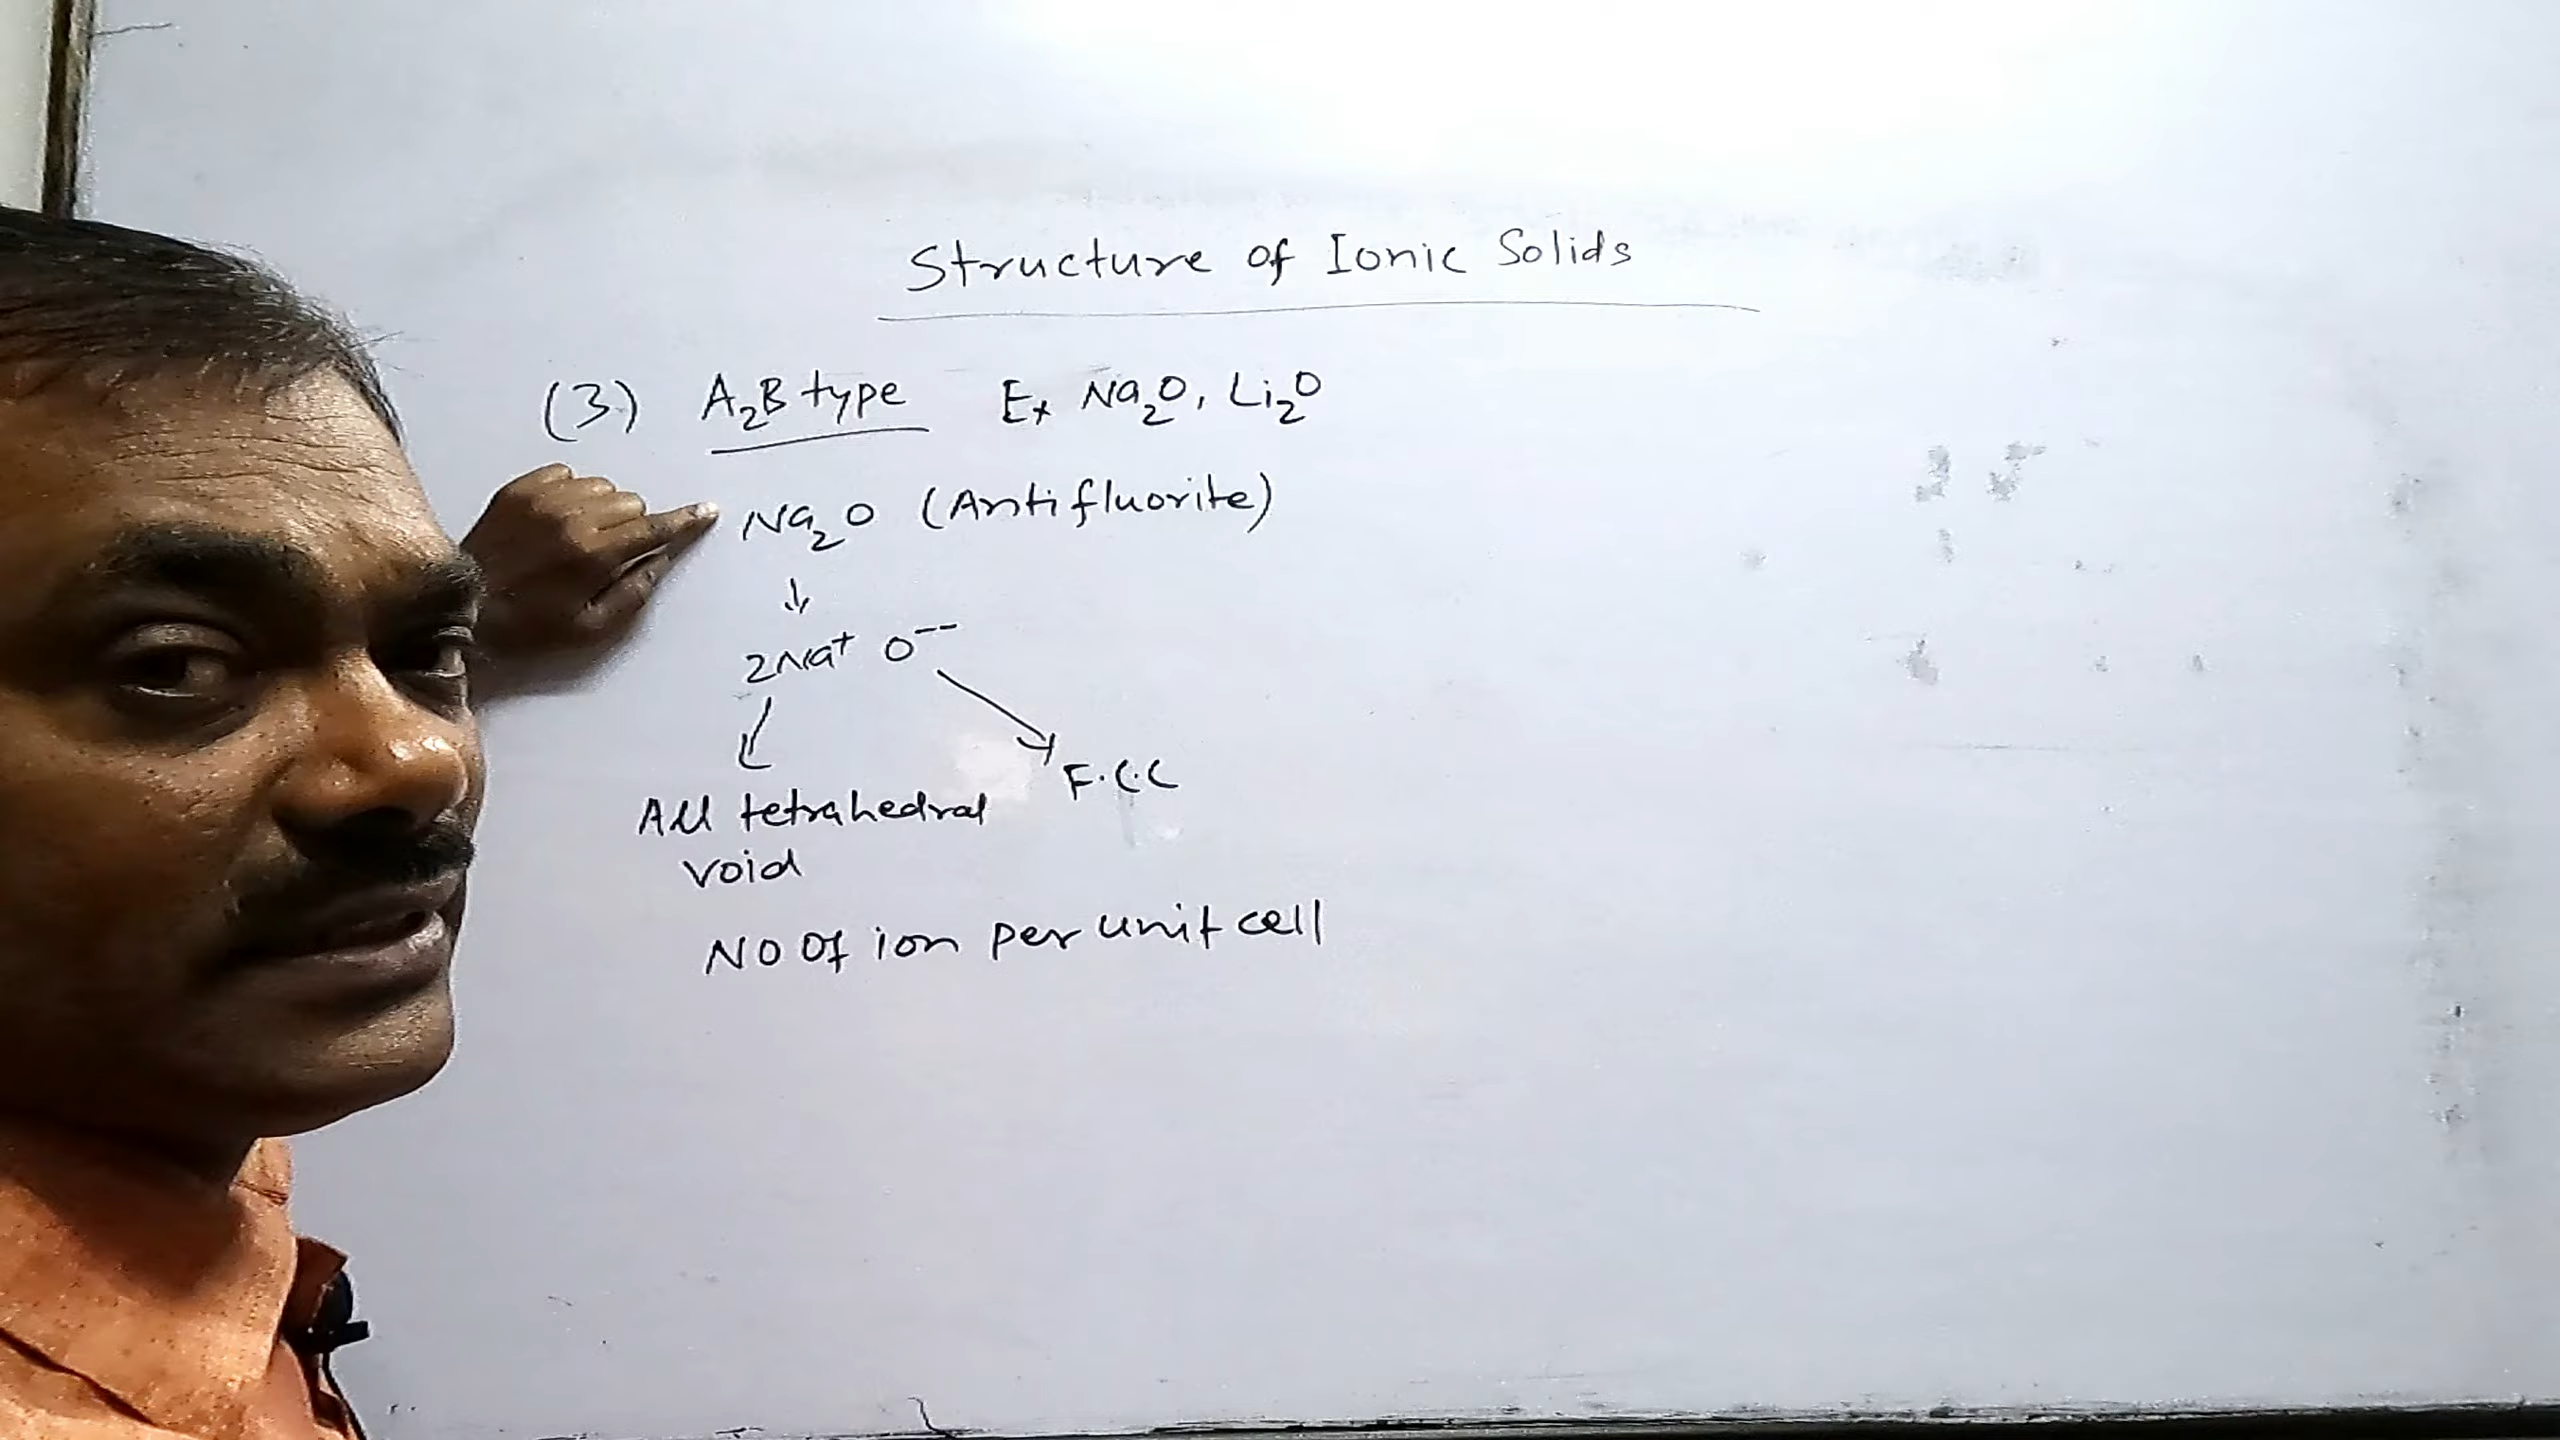 Structure of Ionic Solids
(3) A₂B type Ex Na₂O, Li₂O
Na₂O (Antifluorite)
↓
2Na⁺ O⁻⁻
F.C.C
All tetrahedral
void
NO Of ion per unit cell